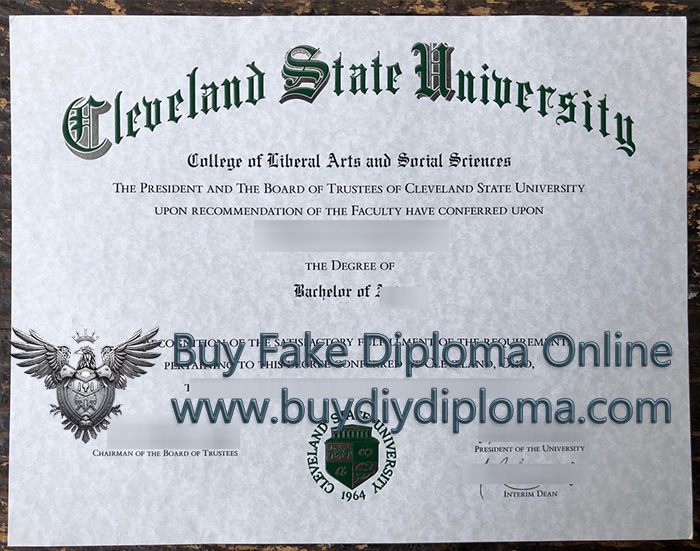 Cleveland State University
College of Liberal Arts and Social Sciences
The President and The Board of Trustees of Cleveland State University
upon recommendation of the Faculty have conferred upon
the Degree of
Bachelor of
of the
Buy Fake Diploma Online
www.buydiydiploma.com
CLEVELAND STATE UNIVERSITY
1964
Chairman of the Board of Trustees
President of the University
Interim Dean